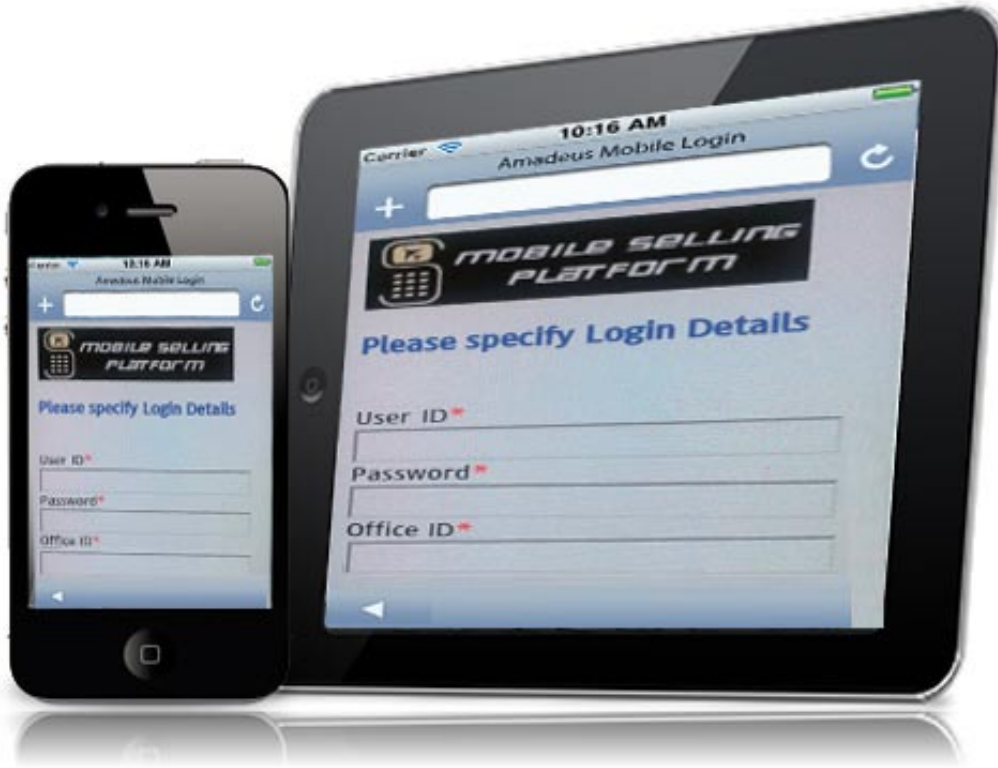 10:16 AM
Amadeus Mobile Login
MOBILE SELLING
PLATFORM
Please specify Login Details
User ID*
Password*
Office ID*
Carrier 10:16 AM
Amadeus Mobile Login
MOBILE SELLING
PLATFORM
Please specify Login Details
User ID*
Password*
Office ID*